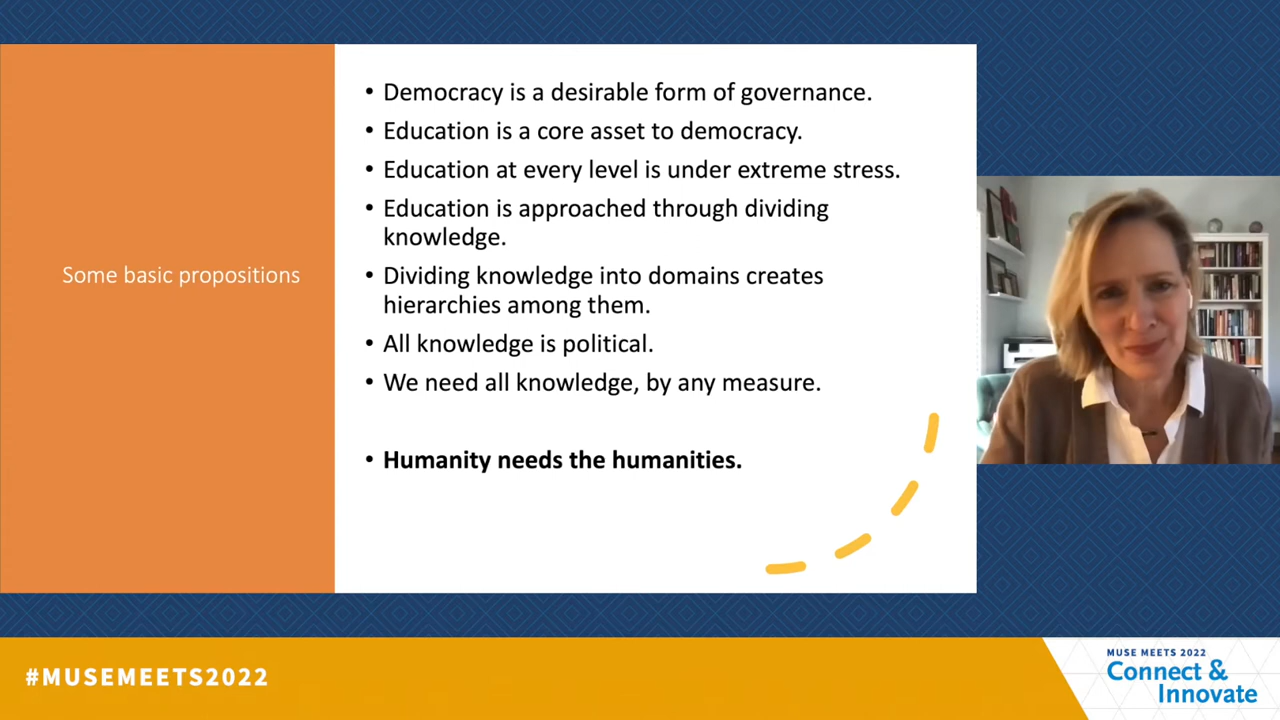 Some basic propositions
• Democracy is a desirable form of governance.
• Education is a core asset to democracy.
• Education at every level is under extreme stress.
• Education is approached through dividing
knowledge.
• Dividing knowledge into domains creates
hierarchies among them.
• All knowledge is political.
• We need all knowledge, by any measure.
• Humanity needs the humanities.
#MUSEMEETS2022
MUSE MEETS 2022
Connect &
Innovate